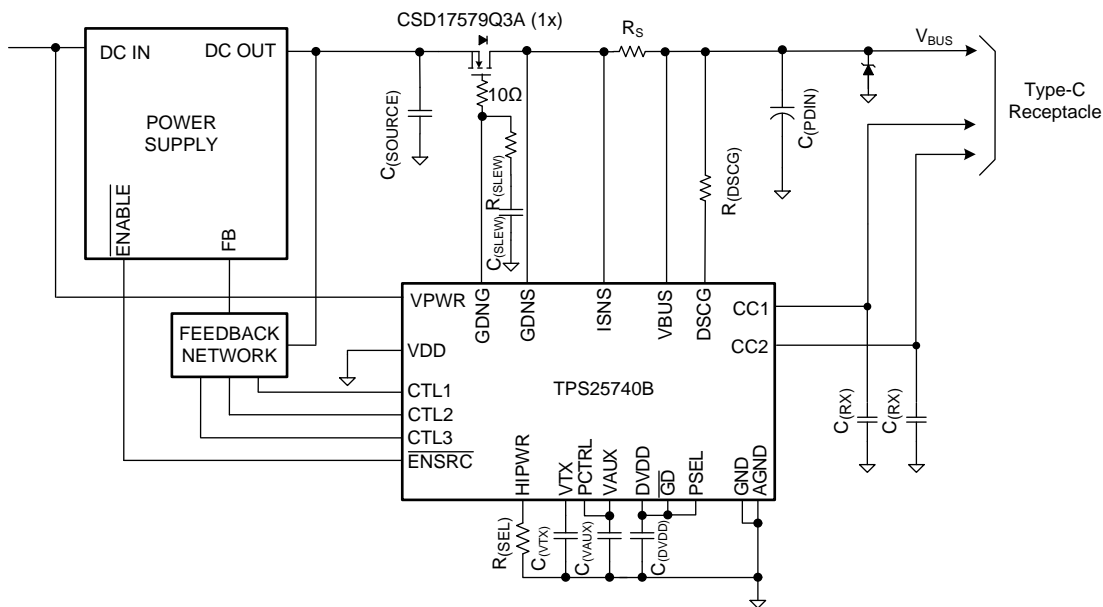 CSD17579Q3A (1x)
DC IN
DC OUT
POWER
SUPPLY
ENABLE
FB
C(SOURCE)
10Ω
R(SLEW)
C(SLEW)
RS
R(DSCG)
C(PDIN)
VBUS
Type-C
Receptacle
FEEDBACK
NETWORK
VPWR
VDD
CTL1
CTL2
CTL3
ENSRC
GDNG
GDNS
ISNS
VBUS
DSCG
CC1
CC2
TPS25740B
HIPWR
VTX
PCTRL
VAUX
DVDD
GD
PSEL
GND
AGND
R(SEL)
C(VTX)
C(VAUX)
C(DVDD)
C(RX)
C(RX)